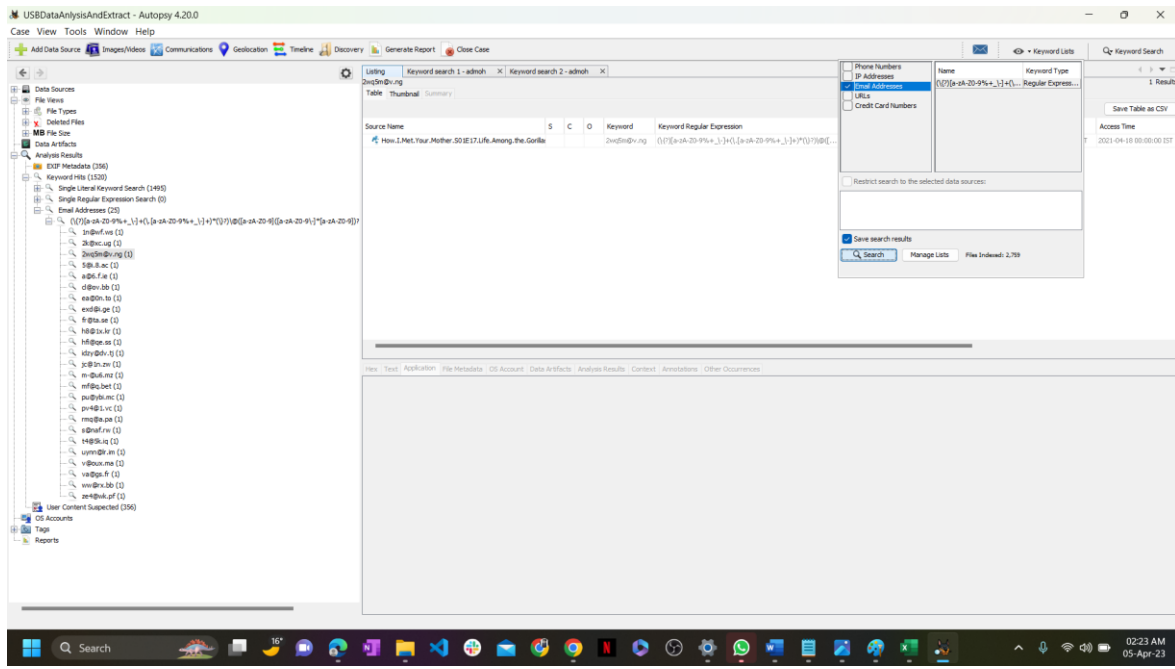 USBDataAnlysisAndExtract - Autopsy 4.20.0
Case View Tools Window Help
Add Data Source Images/Videos Communications Geolocation Timeline Discovery Generate Report Close Case Keyword Lists Keyword Search
Listing Keyword search 1 - admoh Keyword search 2 - admoh
2wq5m@v.ng
1 Results
Table Thumbnail Summary
Save Table as CSV
Source Name S C O Keyword Keyword Regular Expression Access Time
How.I.Met.Your.Mother.S01E17.Life.Among.the.Gorilla 2wq5m@v.ng 2021-04-18 00:00:00 IST
Data Sources
File Views
File Types
Deleted Files
MB File Size
Data Artifacts
Analysis Results
EXIF Metadata (356)
Keyword Hits (1520)
Single Literal Keyword Search (1495)
Single Regular Expression Search (0)
Email Addresses (25)
1n@wf.ws (1)
2k@xc.ug (1)
2wq5m@v.ng (1)
5@i.8.ac (1)
a@6.f.ie (1)
d@ov.bb (1)
ea@0n.to (1)
exd@i.ge (1)
fr@ta.se (1)
h8@1x.kr (1)
hfi@qe.ss (1)
idzy@dv.tj (1)
jc@1n.zw (1)
m-@u6.mz (1)
mf@q.bet (1)
pu@ybi.mc (1)
pv4@1.vc (1)
rmq@a.pa (1)
s@naf.rw (1)
t4@5k.iq (1)
uynn@lr.im (1)
v@oux.ma (1)
va@gs.fr (1)
ww@rx.bb (1)
ze4@wk.pf (1)
User Content Suspected (356)
OS Accounts
Tags
Reports
Phone Numbers
IP Addresses
Email Addresses
URLs
Credit Card Numbers
Name Keyword Type
Regular Express...
Restrict search to the selected data sources:
Save search results
Search Manage Lists Files Indexed: 2,759
Hex Text Application File Metadata OS Account Data Artifacts Analysis Results Context Annotations Other Occurrences
Search
16°
02:23 AM
05-Apr-23